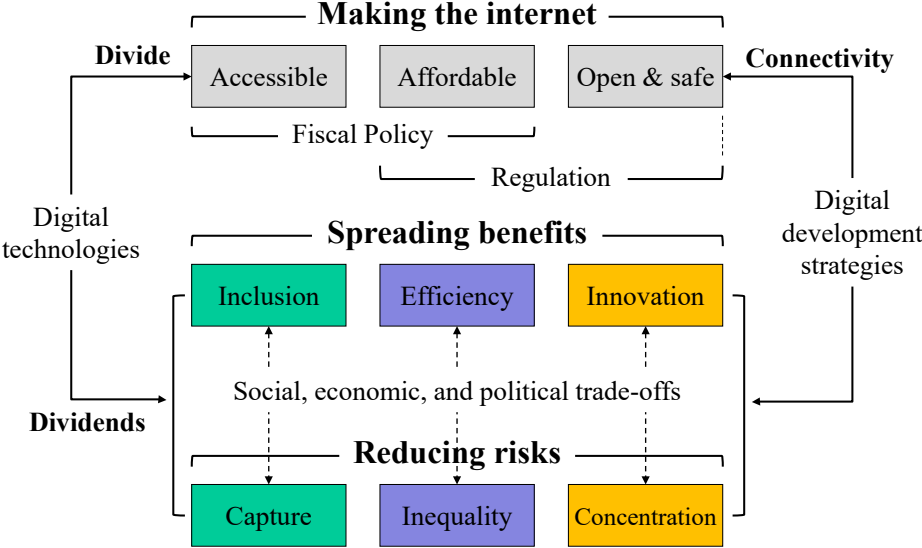 Making the internet
Divide
Connectivity
Accessible
Affordable
Open & safe
Fiscal Policy
Regulation
Digital
technologies
Digital
development
strategies
Spreading benefits
Inclusion
Efficiency
Innovation
Social, economic, and political trade-offs
Dividends
Reducing risks
Capture
Inequality
Concentration